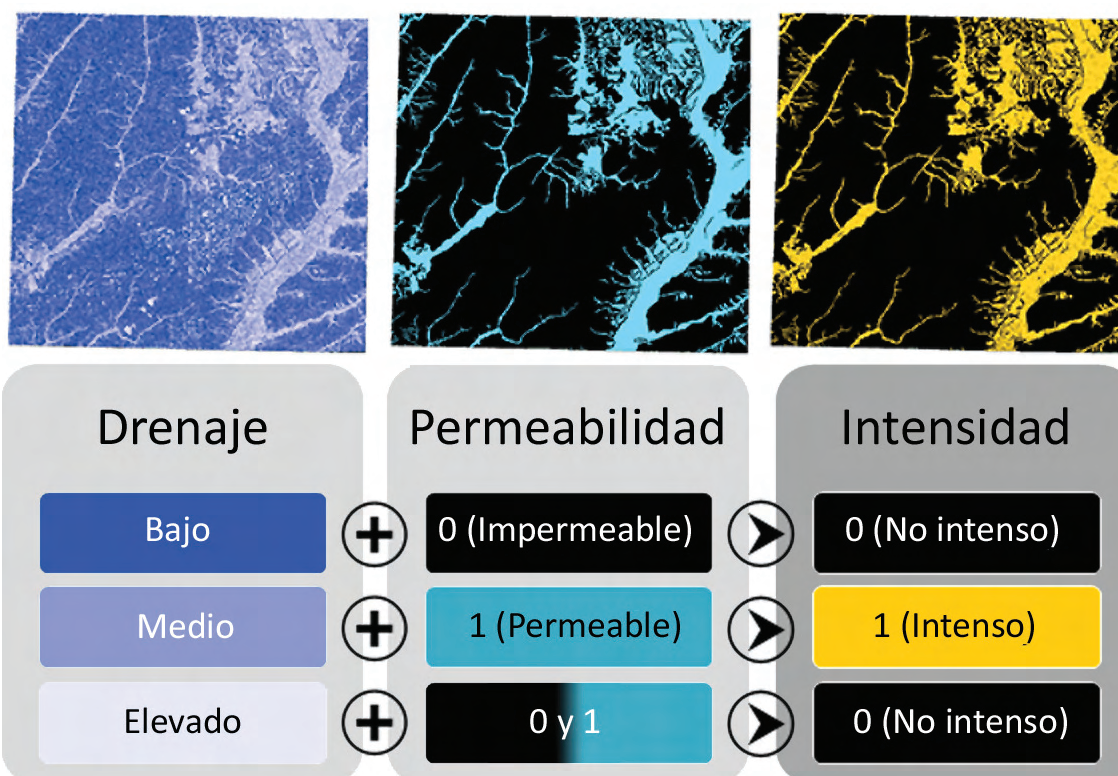 Drenaje
Permeabilidad
Intensidad
Bajo
0 (Impermeable)
0 (No intenso)
Medio
1 (Permeable)
1 (Intenso)
Elevado
0 y 1
0 (No intenso)